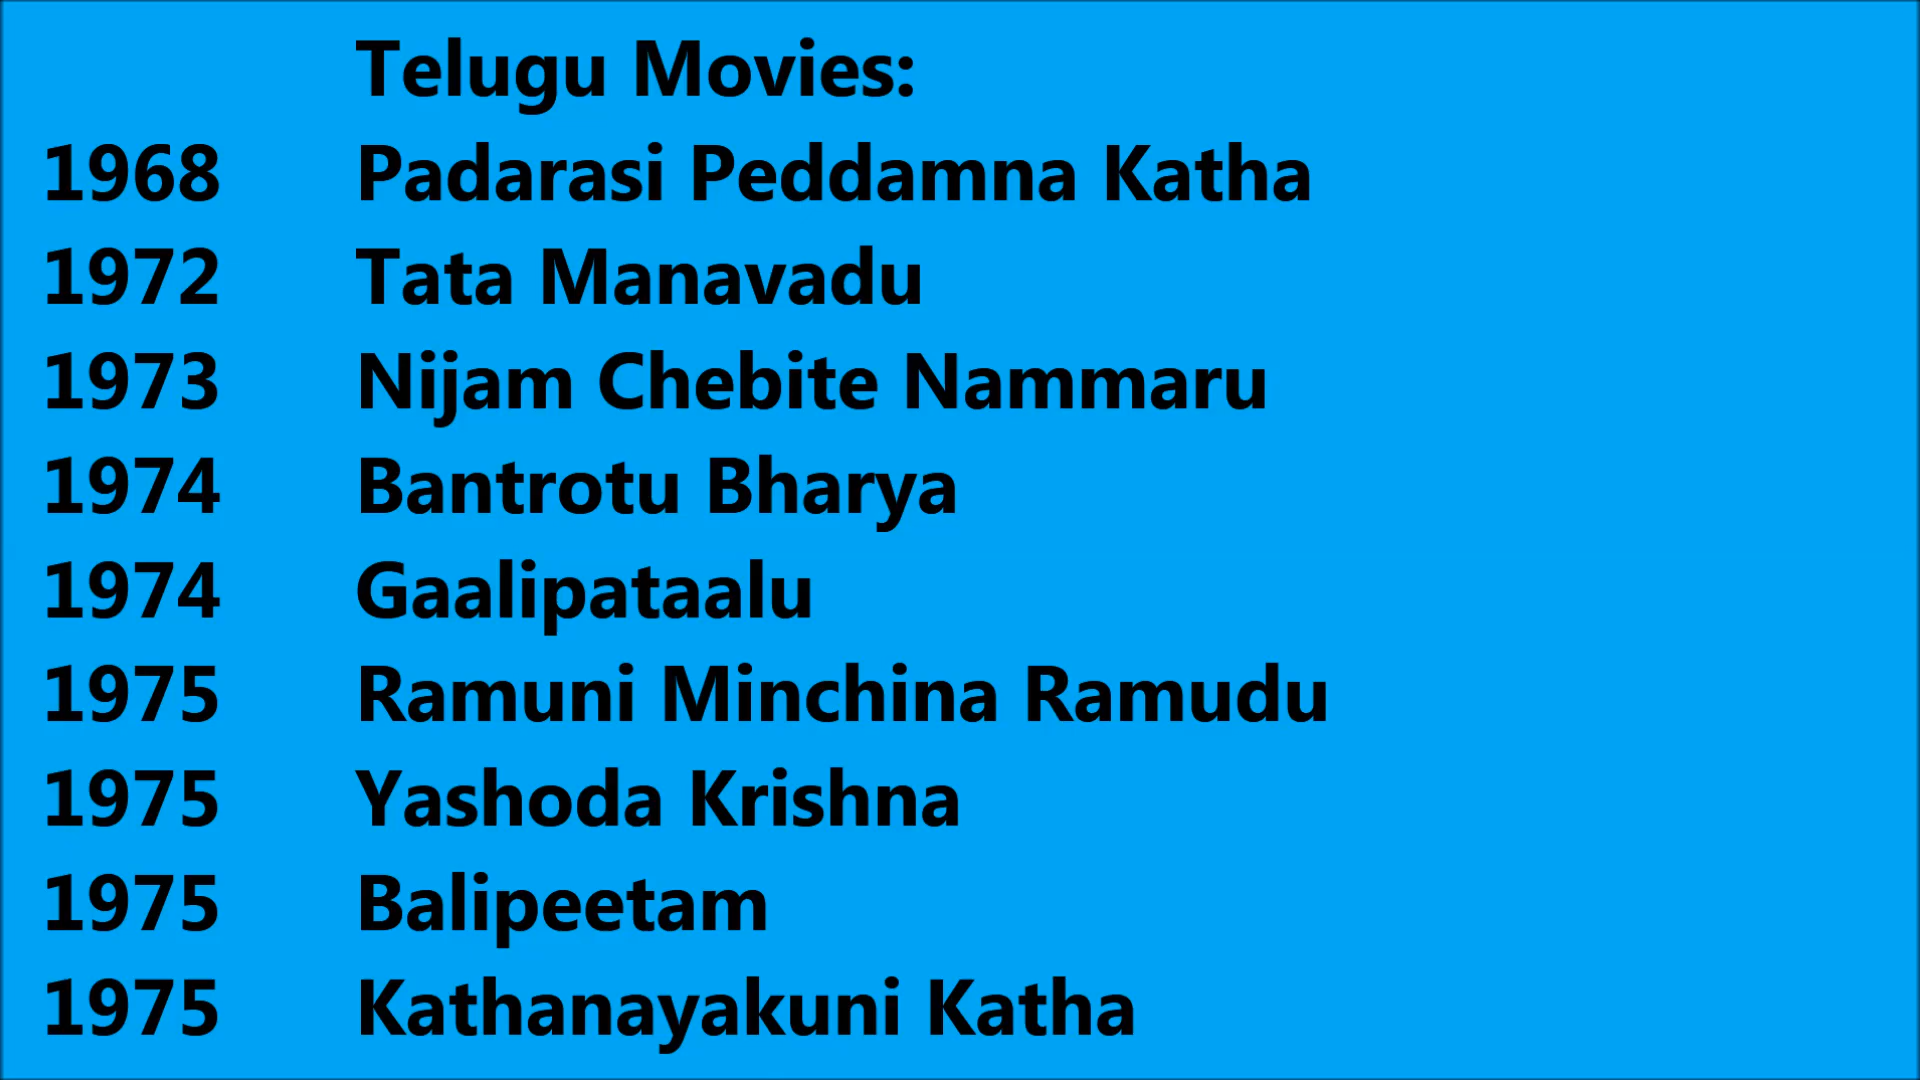 Telugu Movies:
1968 Padarasi Peddamna Katha
1972 Tata Manavadu
1973 Nijam Chebite Nammaru
1974 Bantrotu Bharya
1974 Gaalipataalu
1975 Ramuni Minchina Ramudu
1975 Yashoda Krishna
1975 Balipeetam
1975 Kathanayakuni Katha